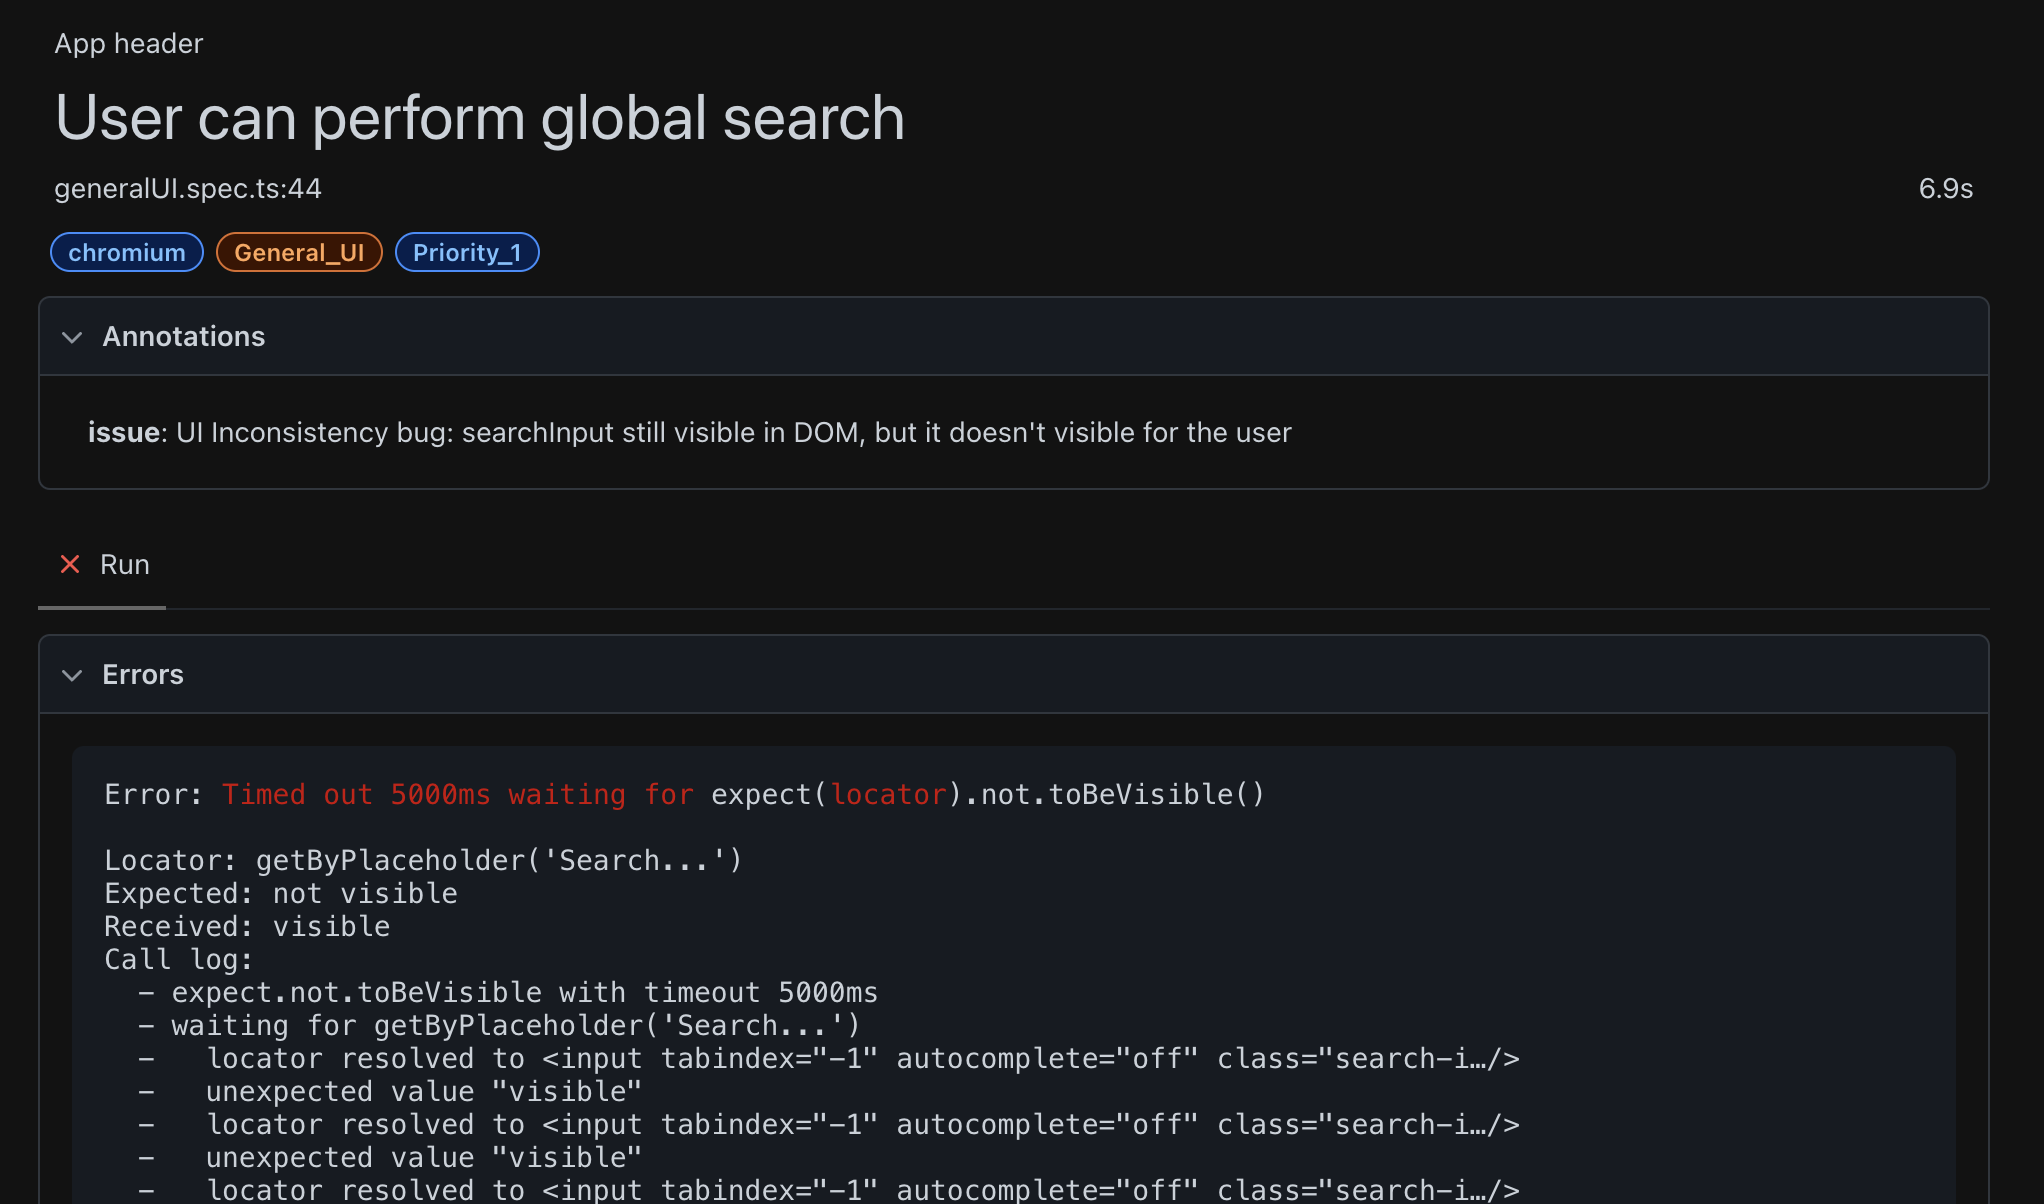 App header
User can perform global search
generalUI.spec.ts:44
6.9s
chromium General_UI Priority_1
Annotations
issue: UI Inconsistency bug: searchInput still visible in DOM, but it doesn't visible for the user
Run
Errors
Error: Timed out 5000ms waiting for expect(locator).not.toBeVisible()
Locator: getByPlaceholder('Search...')
Expected: not visible
Received: visible
Call log:
- expect.not.toBeVisible with timeout 5000ms
- waiting for getByPlaceholder('Search...')
-   locator resolved to <input tabindex="-1" autocomplete="off" class="search-i…/>
-   unexpected value "visible"
-   locator resolved to <input tabindex="-1" autocomplete="off" class="search-i…/>
-   unexpected value "visible"
-   locator resolved to <input tabindex="-1" autocomplete="off" class="search-i…/>